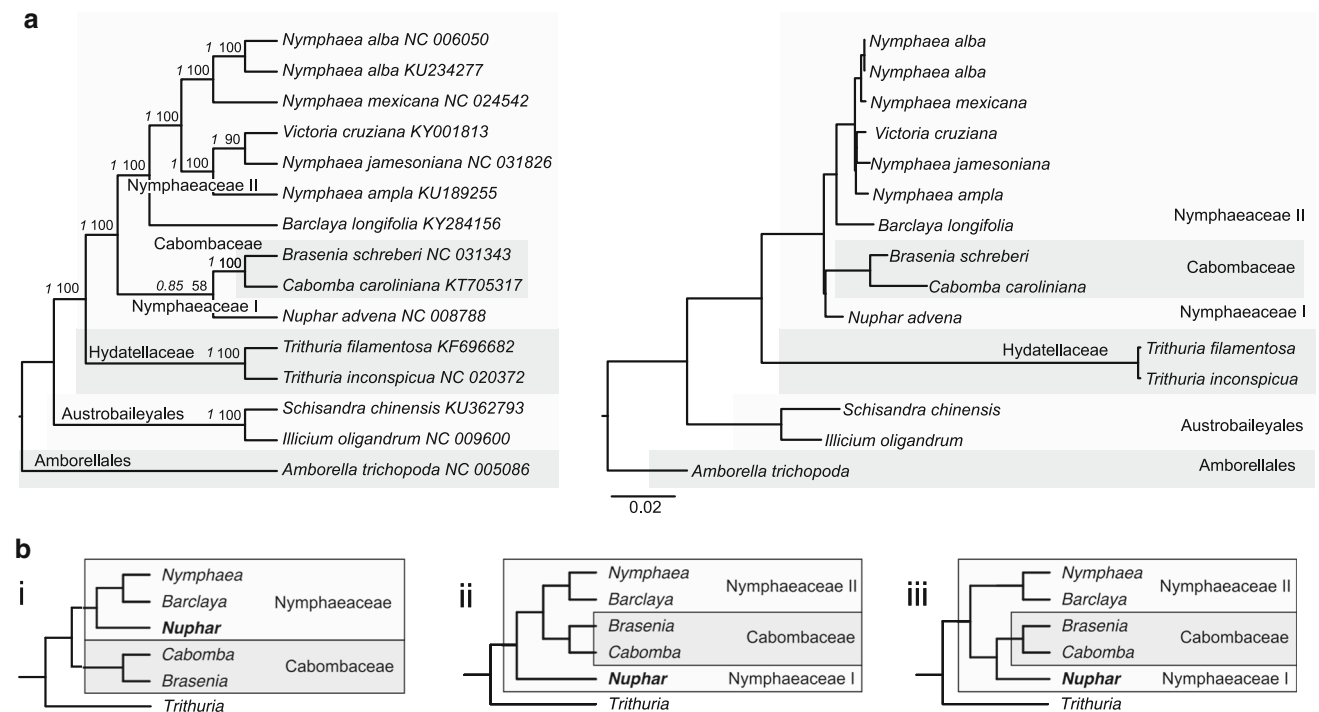 a
1 100
Nymphaea alba NC 006050
1 100
Nymphaea alba KU234277
Nymphaea mexicana NC 024542
1 100
1 90
Victoria cruziana KY001813
1 100
Nymphaea jamesoniana NC 031826
1 100
Nymphaeaceae II
Nymphaea ampla KU189255
Barclaya longifolia KY284156
1 100
Cabombaceae
1 100
Brasenia schreberi NC 031343
0.85 58
Cabomba caroliniana KT705317
Nymphaeaceae I
Nuphar advena NC 008788
1 100
Hydatellaceae
1 100
Trithuria filamentosa KF696682
Trithuria inconspicua NC 020372
Austrobaileyales
1 100
Schisandra chinensis KU362793
Illicium oligandrum NC 009600
Amborellales
Amborella trichopoda NC 005086
Nymphaea alba
Nymphaea alba
Nymphaea mexicana
Victoria cruziana
Nymphaea jamesoniana
Nymphaea ampla
Barclaya longifolia
Nymphaeaceae II
Brasenia schreberi
Cabombaceae
Cabomba caroliniana
Nuphar advena
Nymphaeaceae I
Hydatellaceae
Trithuria filamentosa
Trithuria inconspicua
Schisandra chinensis
Austrobaileyales
Illicium oligandrum
Amborella trichopoda
Amborellales
0.02
b
i
Nymphaea
Barclaya
Nymphaeaceae
Nuphar
Cabomba
Cabombaceae
Brasenia
Trithuria
ii
Nymphaea
Nymphaeaceae II
Barclaya
Brasenia
Cabombaceae
Cabomba
Nuphar
Nymphaeaceae I
Trithuria
iii
Nymphaea
Nymphaeaceae II
Barclaya
Brasenia
Cabombaceae
Cabomba
Nuphar
Nymphaeaceae I
Trithuria